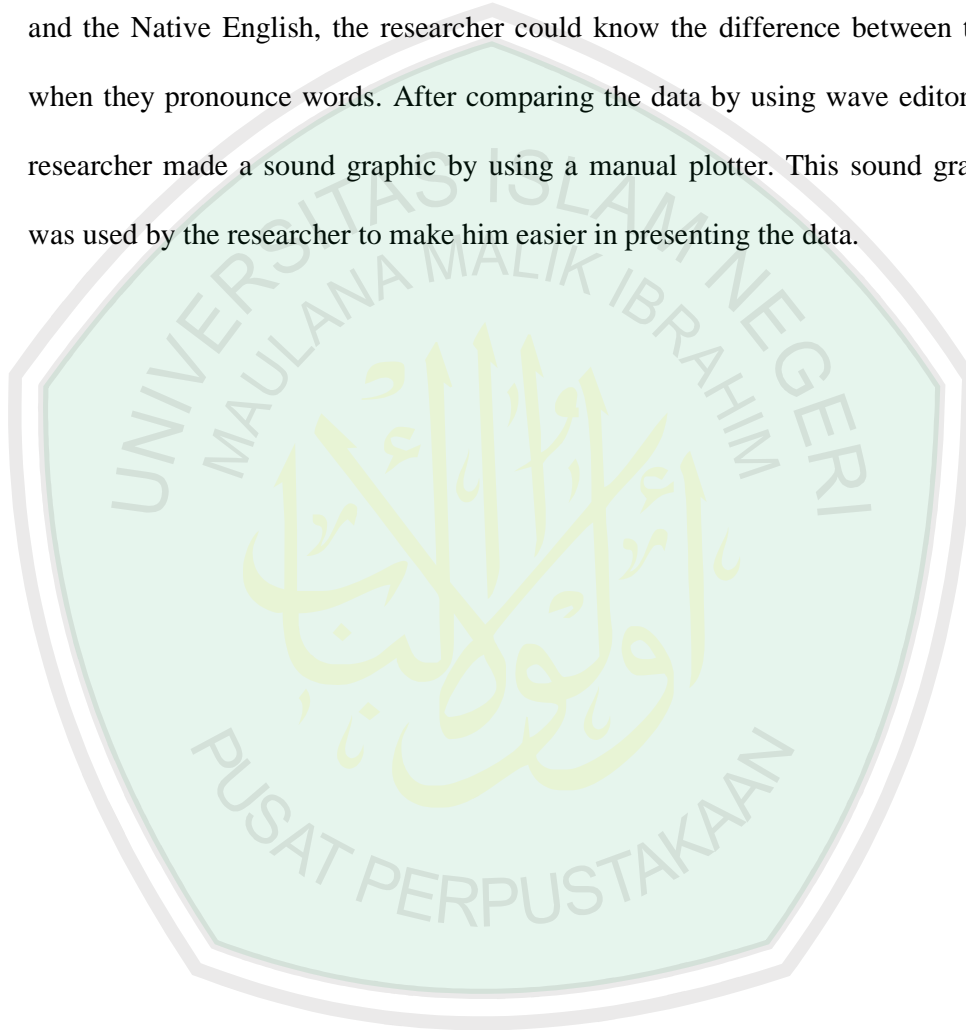 and the Native English, the researcher could know the difference between
when they pronounce words. After comparing the data by using wave editor
researcher made a sound graphic by using a manual plotter. This sound
was used by the researcher to make him easier in presenting the data.
UNIVERSITAS ISLAM NEGERI
MAULANA MALIK IBRAHIM
أولوا الألباب
PUSAT PERPUSTAKAAN